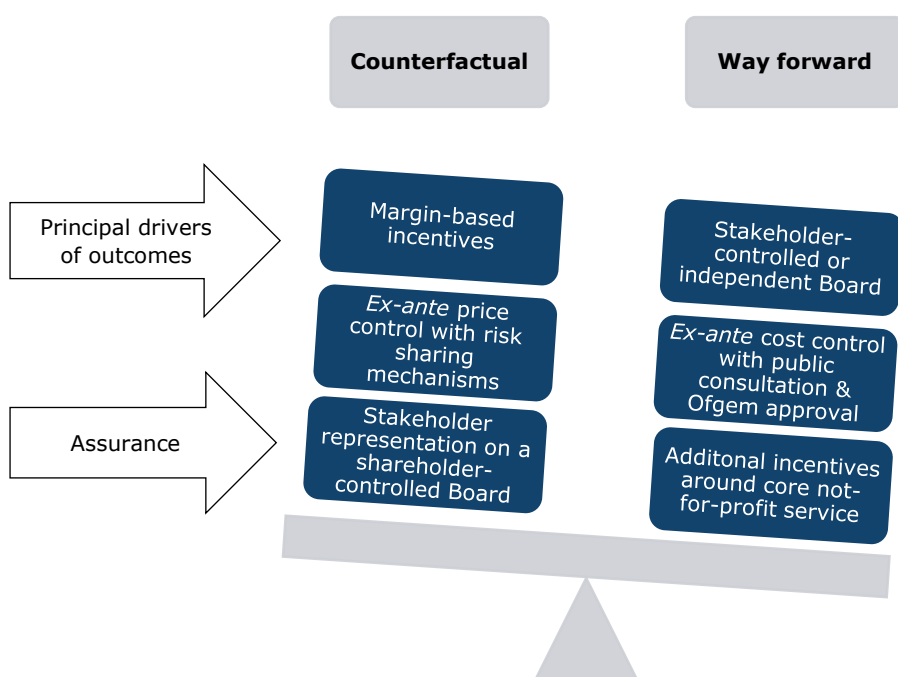 Counterfactual
Way forward
Principal drivers
of outcomes
Margin-based
incentives
Stakeholder-
controlled or
independent Board
Ex-ante price
control with risk
sharing
mechanisms
Ex-ante cost control
with public
consultation &
Ofgem approval
Assurance
Stakeholder
representation on a
shareholder-
controlled Board
Additonal incentives
around core not-
for-profit service